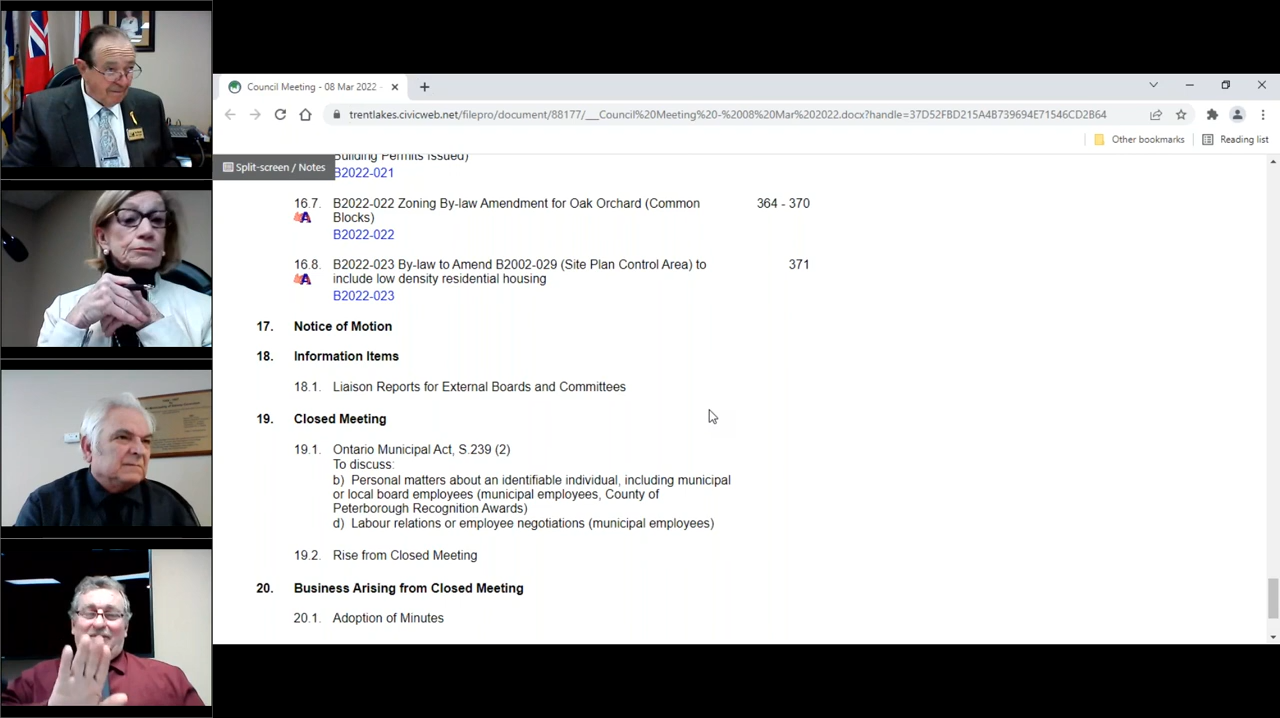 Council Meeting - 08 Mar 2022 -
trentlakes.civicweb.net/filepro/document/88177/__Council%20Meeting%20-%2008%20Mar%202022.docx?handle=37D52FBD215A4B739694E71546CD2B64
Other bookmarks
Reading list
Split-screen / Notes
Building Permits Issued)
B2022-021
16.7. B2022-022 Zoning By-law Amendment for Oak Orchard (Common 364 - 370
Blocks)
B2022-022
16.8. B2022-023 By-law to Amend B2002-029 (Site Plan Control Area) to 371
include low density residential housing
B2022-023
17. Notice of Motion
18. Information Items
18.1. Liaison Reports for External Boards and Committees
19. Closed Meeting
19.1. Ontario Municipal Act, S.239 (2)
To discuss:
b) Personal matters about an identifiable individual, including municipal
or local board employees (municipal employees, County of
Peterborough Recognition Awards)
d) Labour relations or employee negotiations (municipal employees)
19.2. Rise from Closed Meeting
20. Business Arising from Closed Meeting
20.1. Adoption of Minutes